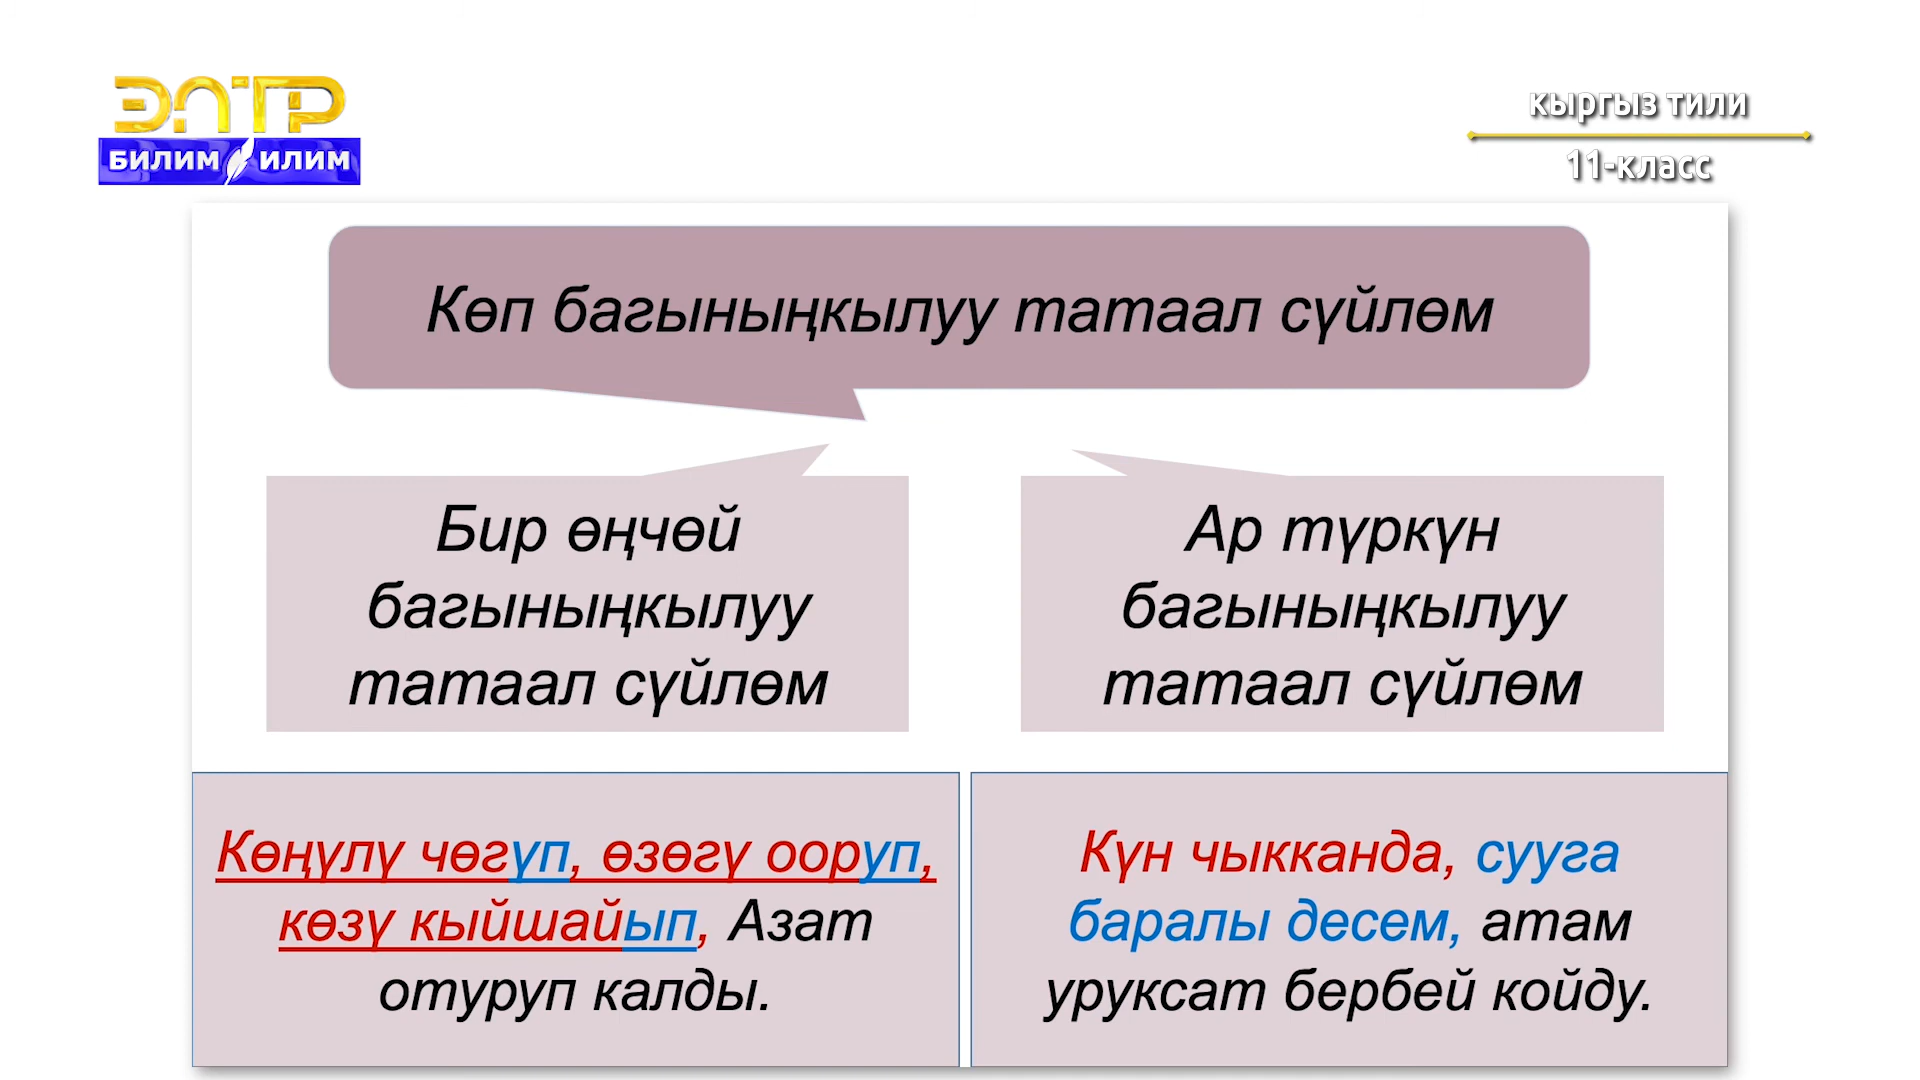 ЭЛТР
БИЛИМ ИЛИМ
кыргыз тили
11-класс
Көп багыныңкылуу татаал сүйлөм
Бир өңчөй
багыныңкылуу
татаал сүйлөм
Ар түркүн
багыныңкылуу
татаал сүйлөм
Көңүлү чөгүп, өзөгү ооруп,
көзү кыйшайып, Азат
отуруп калды.
Күн чыкканда, сууга
баралы десем, атам
уруксат бербей койду.